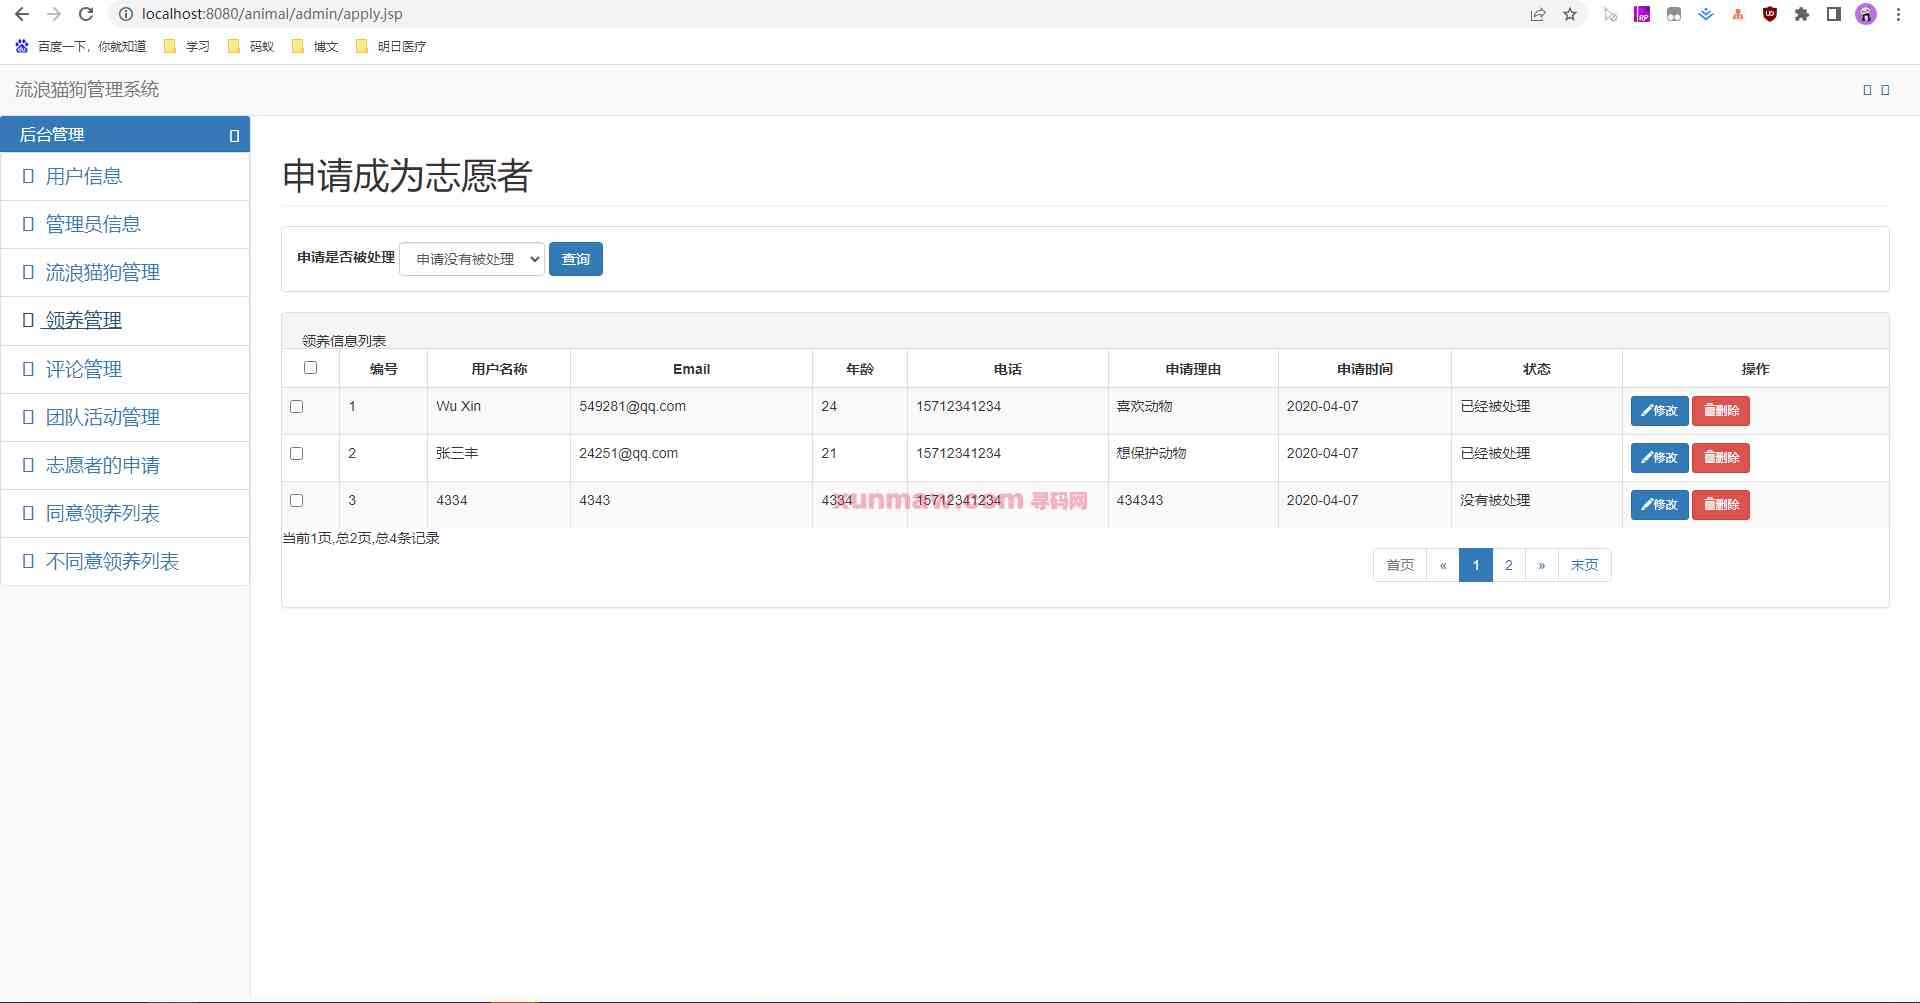 localhost:8080/animal/admin/apply.jsp
百度一下，你就知道 学习 码蚁 博文 明日医疗
流浪猫狗管理系统
后台管理
用户信息
管理员信息
流浪猫狗管理
领养管理
评论管理
团队活动管理
志愿者的申请
同意领养列表
不同意领养列表
申请成为志愿者
申请是否被处理 申请没有被处理 查询
领养信息列表
编号 用户名称 Email 年龄 电话 申请理由 申请时间 状态 操作
1 Wu Xin 549281@qq.com 24 15712341234 喜欢动物 2020-04-07 已经被处理 修改 删除
2 张三丰 24251@qq.com 21 15712341234 想保护动物 2020-04-07 已经被处理 修改 删除
3 4334 4343 4334 15712341234 434343 2020-04-07 没有被处理 修改 删除
xunmaw.com 寻码网
当前1页,总2页,总4条记录
首页 « 1 2 » 末页